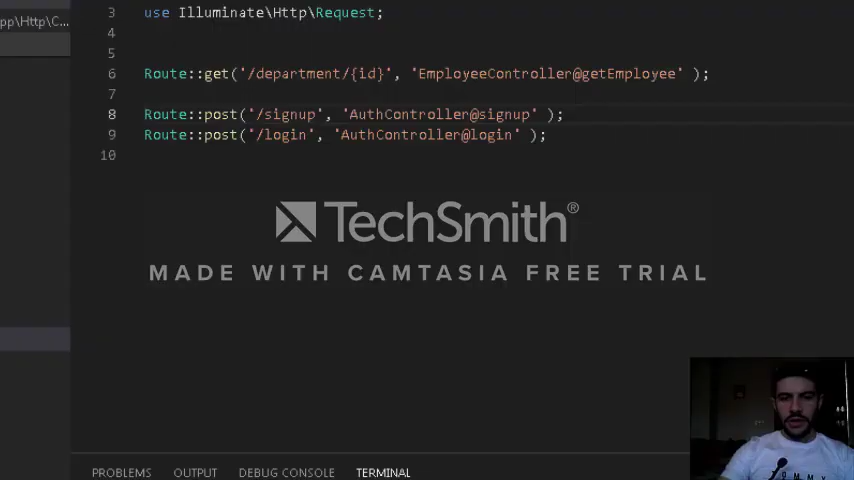 pp\Http\C...
3 use Illuminate\Http\Request;
4
5
6 Route::get('/department/{id}', 'EmployeeController@getEmployee' );
7
8 Route::post('/signup', 'AuthController@signup' );
9 Route::post('/login', 'AuthController@login' );
10
TechSmith®
MADE WITH CAMTASIA FREE TRIAL
PROBLEMS OUTPUT DEBUG CONSOLE TERMINAL